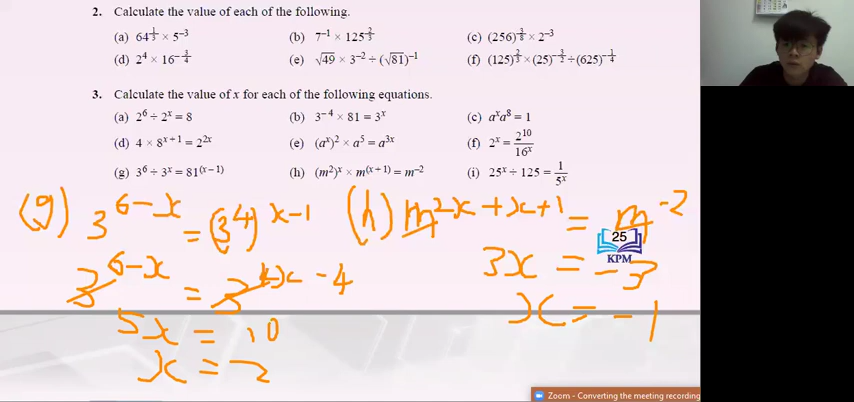 2. Calculate the value of each of the following.
(a) 64^(1/3) × 5^(–3) (b) 7^(–1) × 125^(2/3) (c) (256)^(3/8) × 2^(–3)
(d) 2^4 × 16^(–3/4) (e) √49 × 3^(–2) ÷ (√81)^(–1) (f) (125)^(2/3) × (25)^(–3/2) ÷ (625)^(–1/4)
3. Calculate the value of x for each of the following equations.
(a) 2^6 ÷ 2^x = 8 (b) 3^(–4) × 81 = 3^x (c) a^x a^8 = 1
(d) 4 × 8^(x + 1) = 2^(2x) (e) (a^x)^2 × a^5 = a^(3x) (f) 2^x = 2^10/16^x
(g) 3^6 ÷ 3^x = 81^(x – 1) (h) (m^2)^x × m^(x + 1) = m^(–2) (i) 25^x ÷ 125 = 1/5^x
(g) 3^(6-x) = (3^4)^(x-1)
3^(6-x) = 3^(4x-4)
5x = 10
x = 2
(h) m^(2x+x+1) = m^(-2)
3x = -3
x = -1
25
KPM
Zoom - Converting the meeting recording